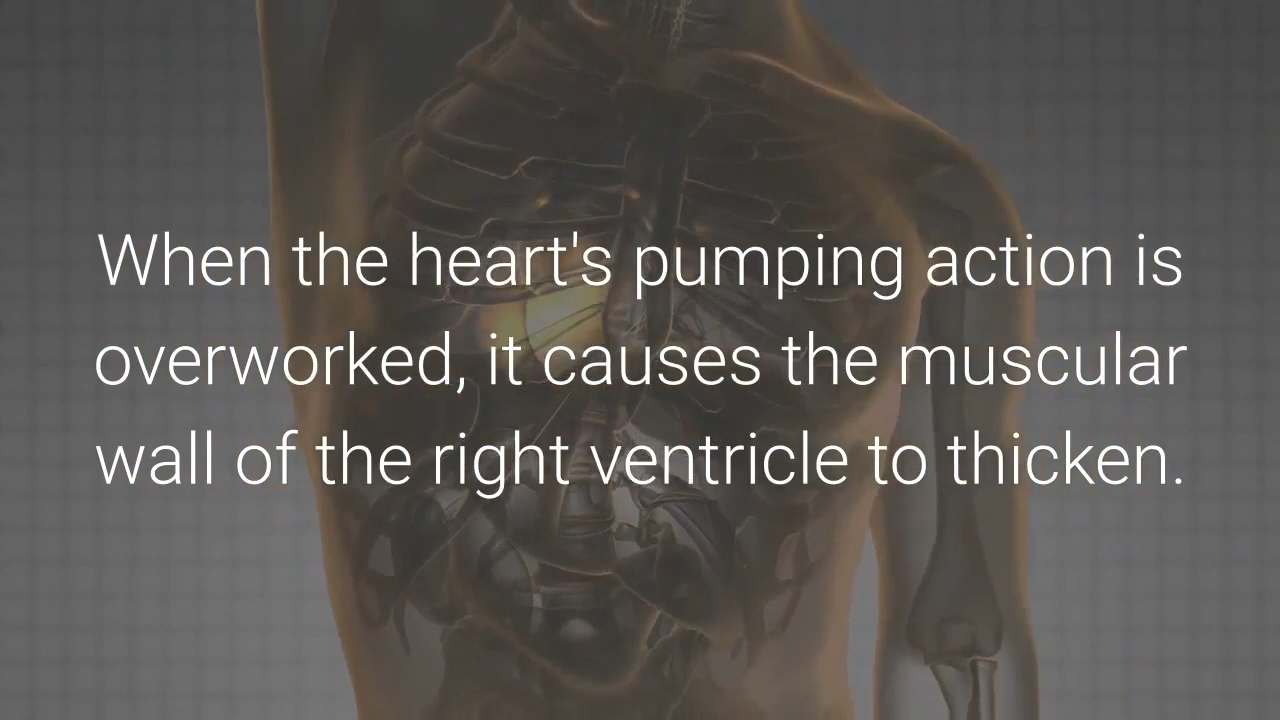 When the heart's pumping action is
overworked, it causes the muscular
wall of the right ventricle to thicken.